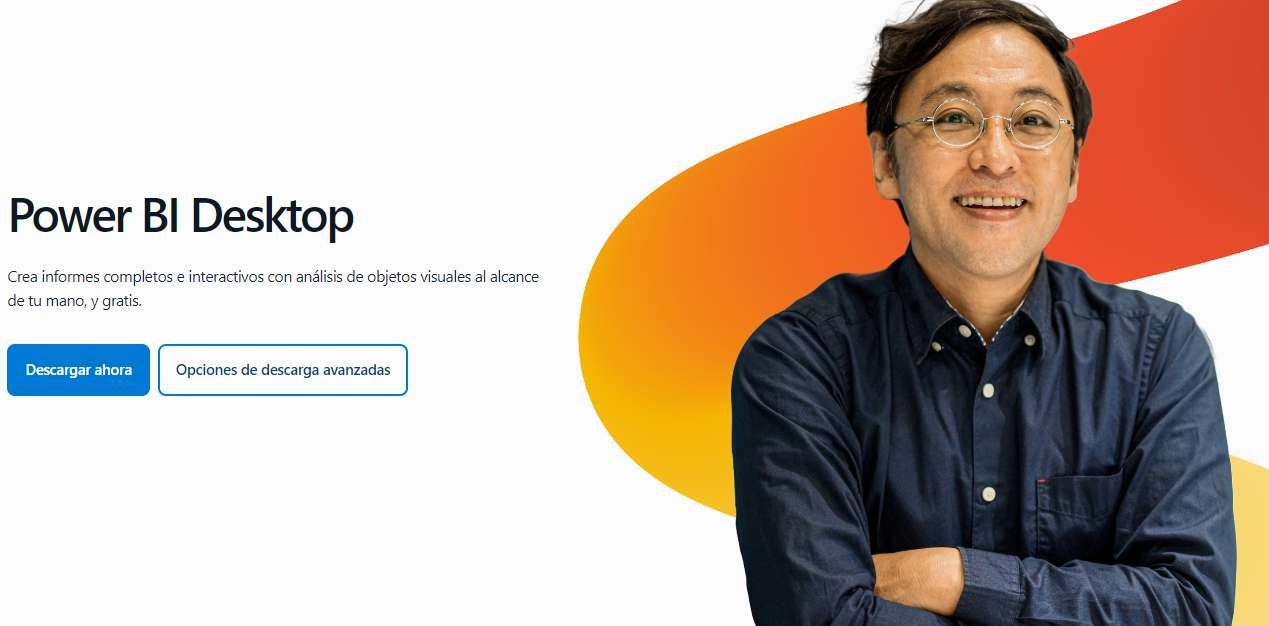 Power BI Desktop
Crea informes completos e interactivos con análisis de objetos visuales al alcance
de tu mano, y gratis.
Descargar ahora
Opciones de descarga avanzadas